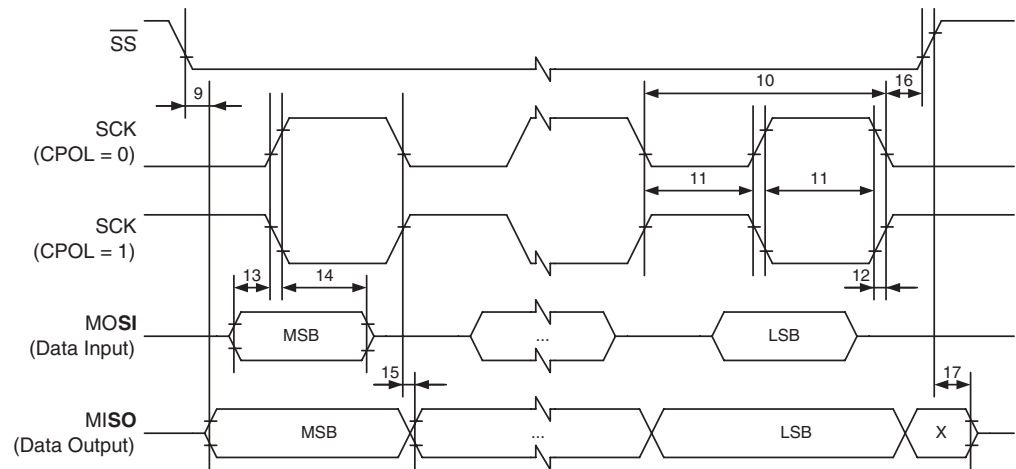 SS
9
10
16
SCK
(CPOL = 0)
11
11
SCK
(CPOL = 1)
13
14
12
MOSI
(Data Input)
MSB
...
LSB
15
17
MISO
(Data Output)
MSB
...
LSB
X